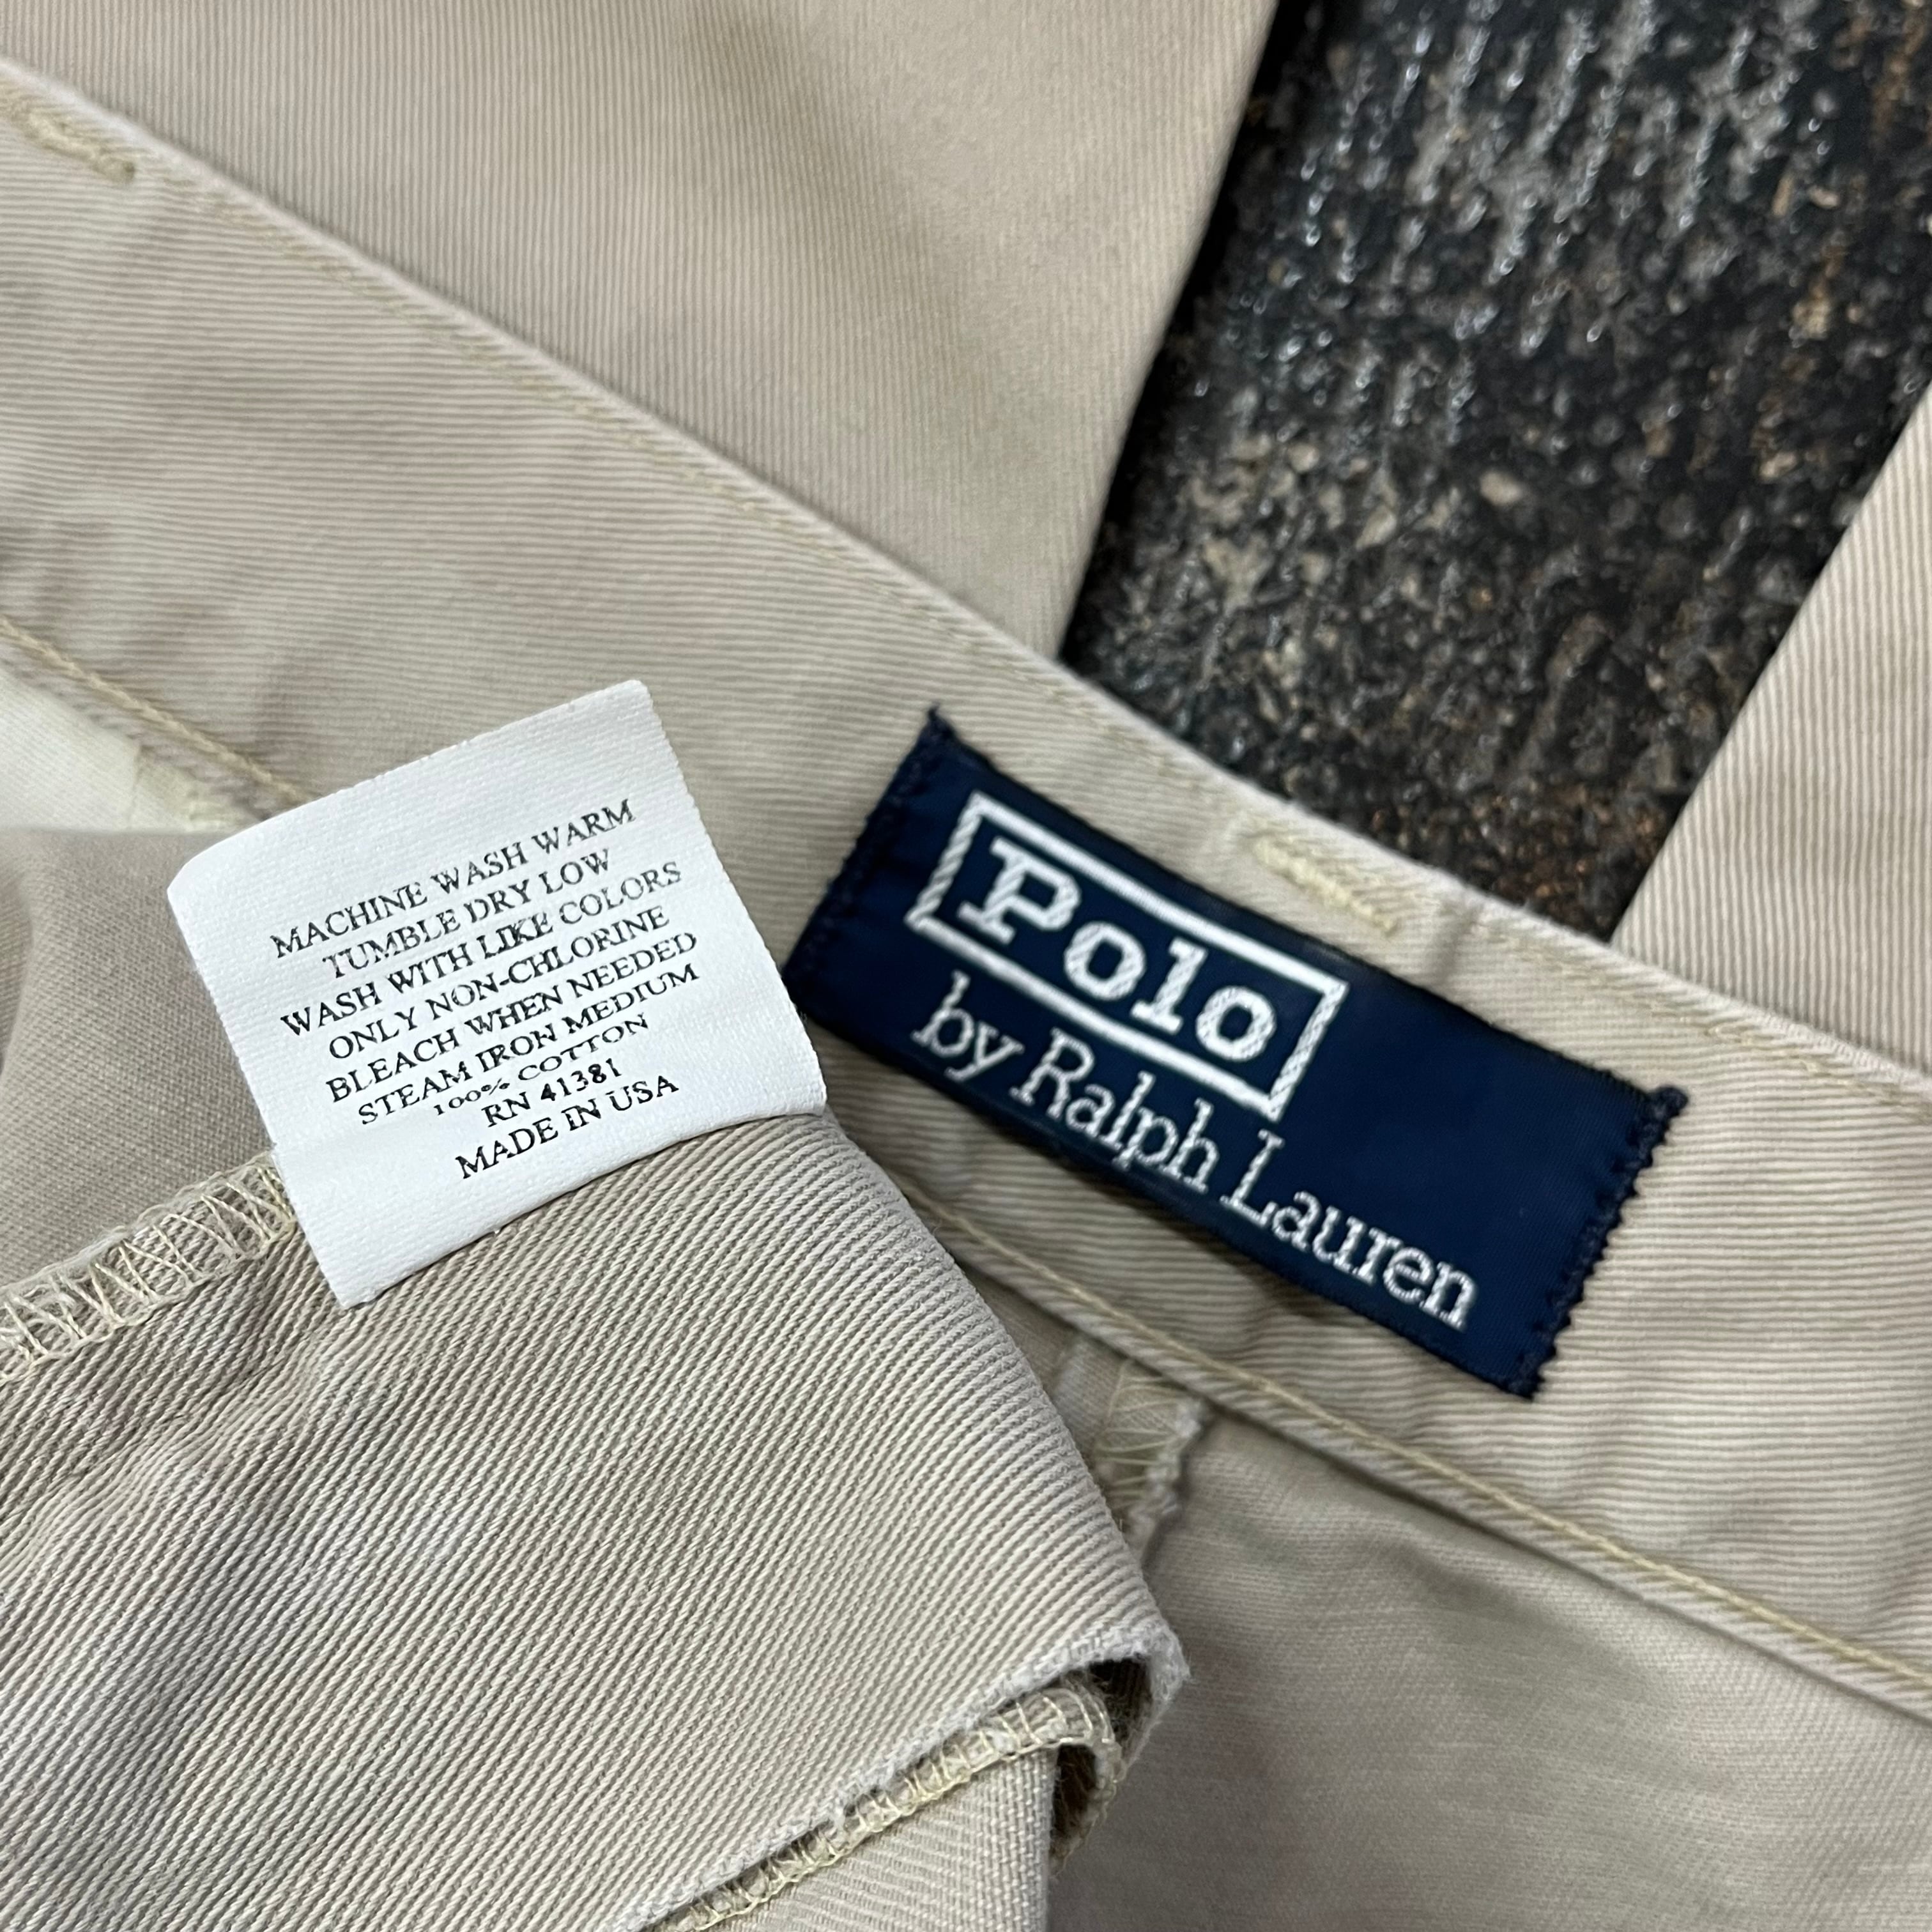 MACHINE WASH WARM
TUMBLE DRY LOW
WASH WITH LIKE COLORS
ONLY NON-CHLORINE
BLEACH WHEN NEEDED
STEAM IRON MEDIUM
100% COTTON
RN 41381
MADE IN USA
Polo
by Ralph Lauren